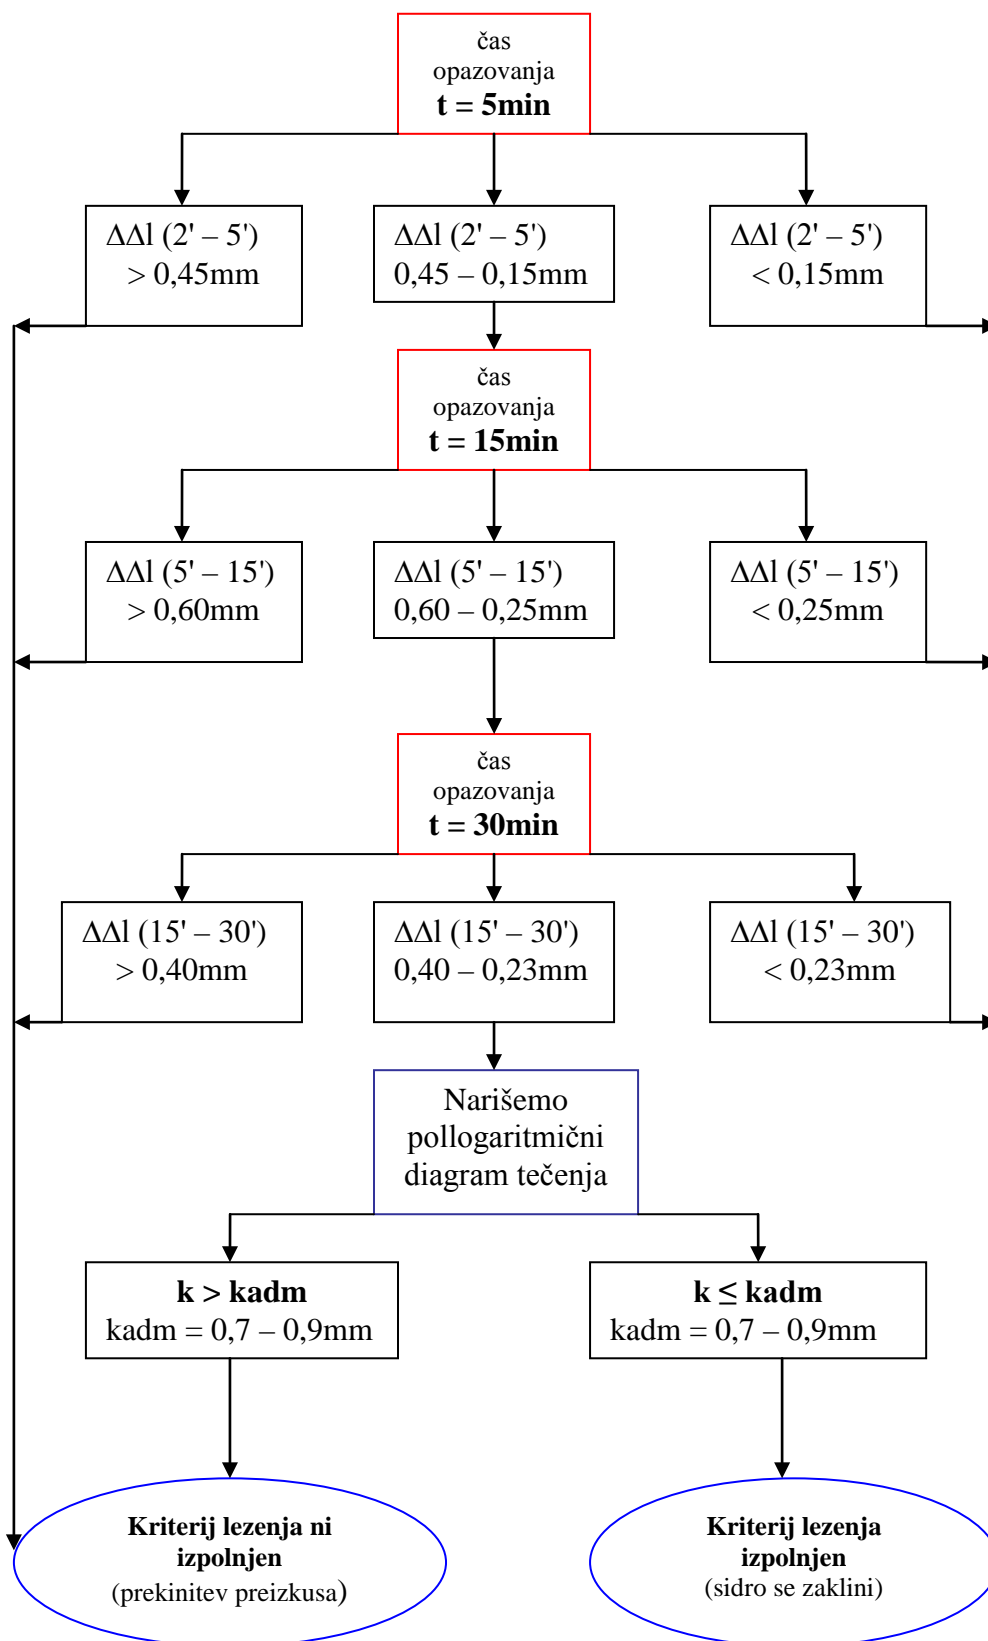 čas
opazovanja
t = 5min
ΔΔl (2' – 5')
> 0,45mm
ΔΔl (2' – 5')
0,45 – 0,15mm
ΔΔl (2' – 5')
< 0,15mm
čas
opazovanja
t = 15min
ΔΔl (5' – 15')
> 0,60mm
ΔΔl (5' – 15')
0,60 – 0,25mm
ΔΔl (5' – 15')
< 0,25mm
čas
opazovanja
t = 30min
ΔΔl (15' – 30')
> 0,40mm
ΔΔl (15' – 30')
0,40 – 0,23mm
ΔΔl (15' – 30')
< 0,23mm
Narišemo
pollogaritmični
diagram tečenja
k > kadm
kadm = 0,7 – 0,9mm
k ≤ kadm
kadm = 0,7 – 0,9mm
Kriterij lezenja ni
izpolnjen
(prekinitev preizkusa)
Kriterij lezenja
izpolnjen
(sidro se zaklini)